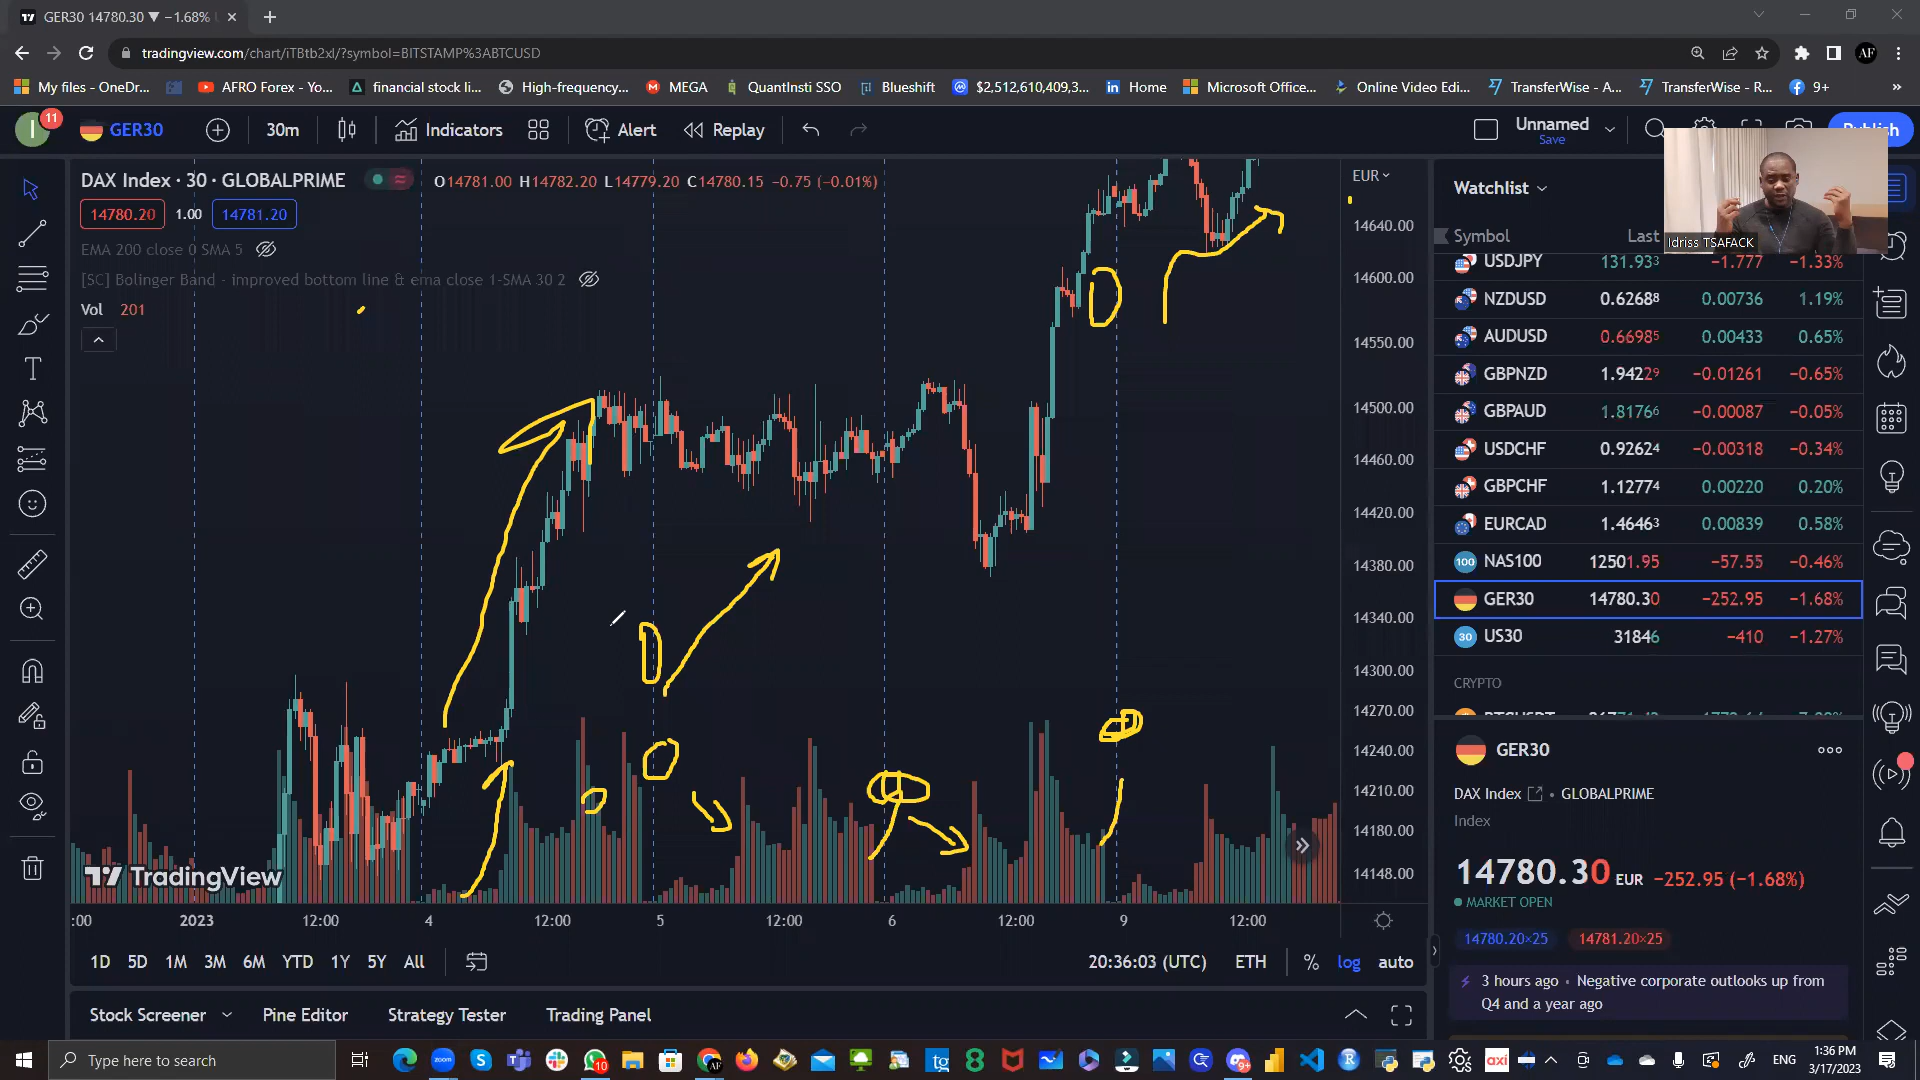 GER30 14780.30 ▼ −1.68%
tradingview.com/chart/iTBtb2xl/?symbol=BITSTAMP%3ABTCUSD
AF
My files - OneDr... AFRO Forex - Yo... financial stock li... High-frequency... MEGA QuantInsti SSO Blueshift $2,512,610,409,3... Home Microsoft Office... Online Video Edi... TransferWise - A... TransferWise - R... 9+ »
I 11 GER30 30m Indicators Alert Replay Unnamed Save Publish
DAX Index · 30 · GLOBALPRIME O14781.00 H14782.20 L14779.20 C14780.15 −0.75 (−0.01%)
14780.20 1.00 14781.20
EMA 200 close 0 SMA 5
[SC] Bolinger Band - improved bottom line & ema close 1-SMA 30 2
Vol 201
EUR
14640.00
14600.00
14550.00
14500.00
14460.00
14420.00
14380.00
14340.00
14300.00
14270.00
14240.00
14210.00
14180.00
14148.00
TradingView
:00 2023 12:00 4 12:00 5 12:00 6 12:00 9 12:00
1D 5D 1M 3M 6M YTD 1Y 5Y All 20:36:03 (UTC) ETH % log auto
Stock Screener Pine Editor Strategy Tester Trading Panel
Watchlist
Idriss TSAFACK
Symbol Last
USDJPY 131.933 −1.777 −1.33%
NZDUSD 0.62688 0.00736 1.19%
AUDUSD 0.66985 0.00433 0.65%
GBPNZD 1.94229 −0.01261 −0.65%
GBPAUD 1.81766 −0.00087 −0.05%
USDCHF 0.92624 −0.00318 −0.34%
GBPCHF 1.12774 0.00220 0.20%
EURCAD 1.46463 0.00839 0.58%
100 NAS100 12501.95 −57.55 −0.46%
GER30 14780.30 −252.95 −1.68%
30 US30 31846 −410 −1.27%
CRYPTO
GER30
DAX Index • GLOBALPRIME
Index
14780.30 EUR −252.95 (−1.68%)
MARKET OPEN
14780.20×25 14781.20×25
3 hours ago • Negative corporate outlooks up from
Q4 and a year ago
Type here to search
zoom 10 AF tg 8 9+ axi ENG
1:36 PM
3/17/2023